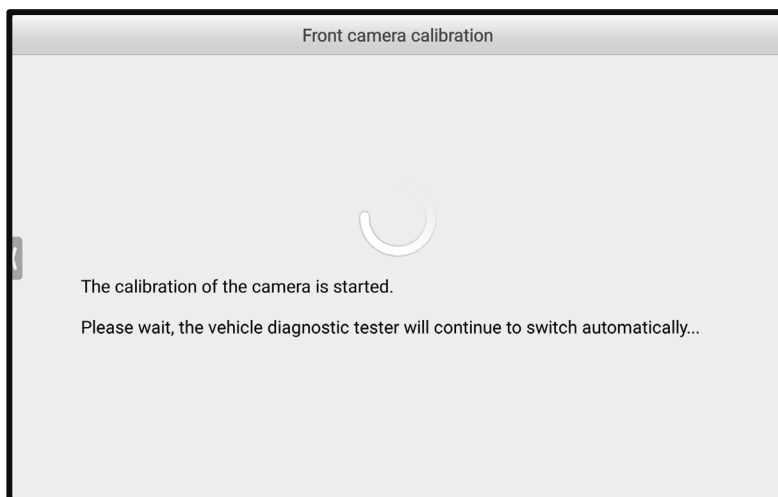 Front camera calibration
The calibration of the camera is started.
Please wait, the vehicle diagnostic tester will continue to switch automatically...